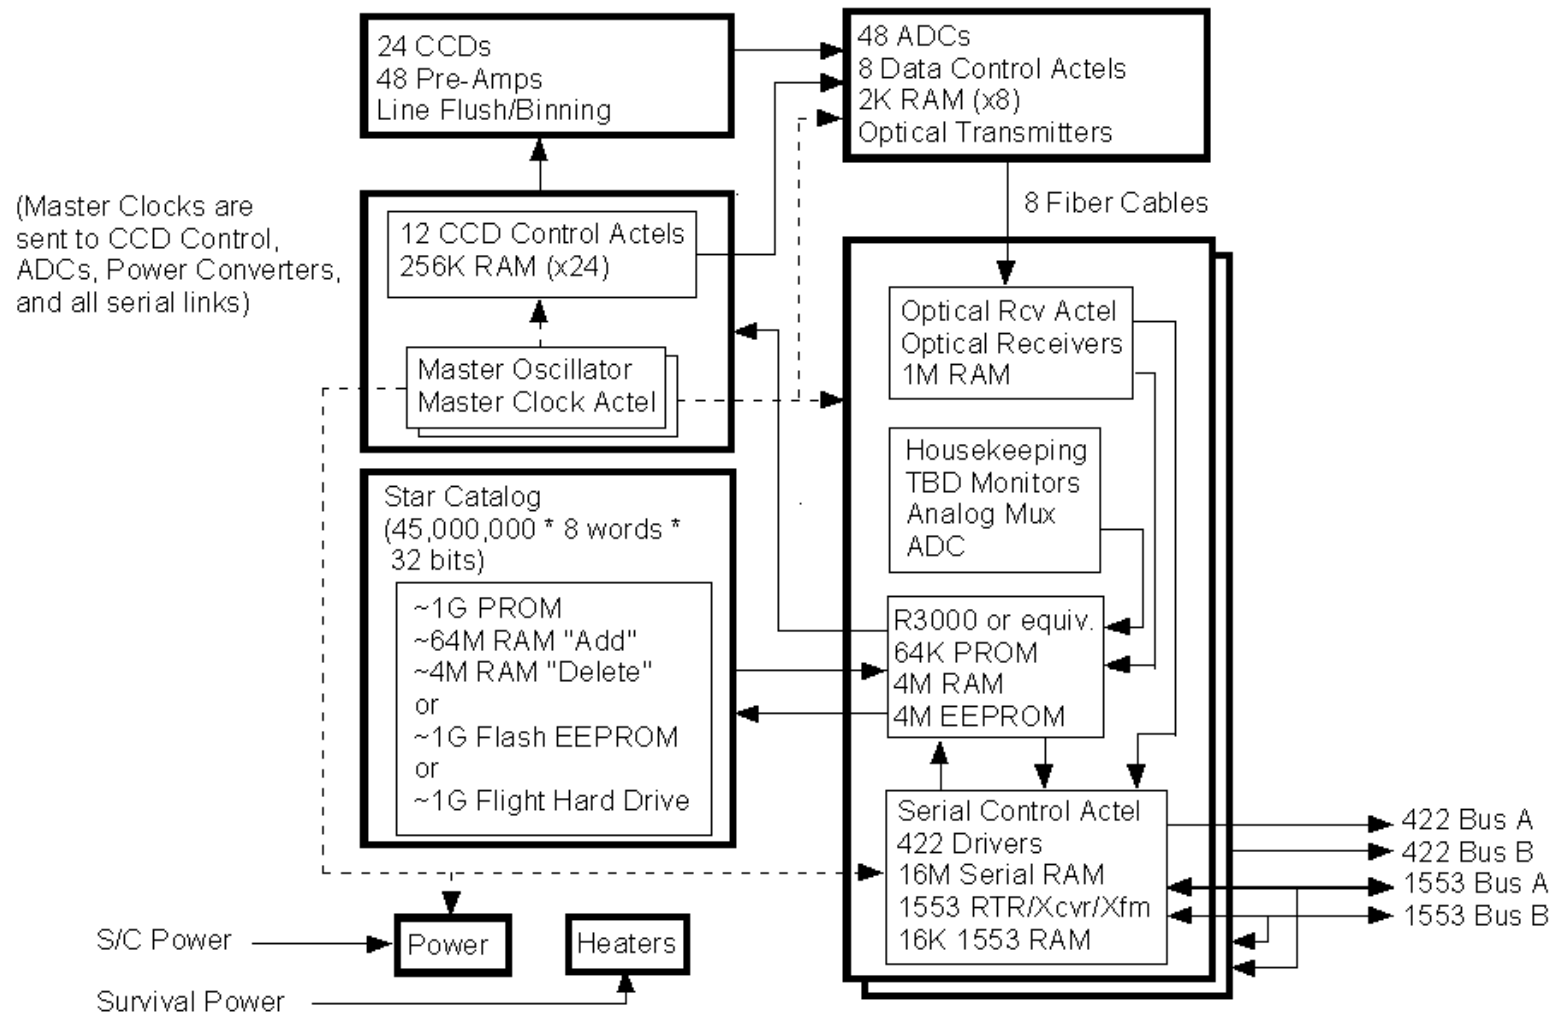 24 CCDs
48 Pre-Amps
Line Flush/Binning
48 ADCs
8 Data Control Actels
2K RAM (x8)
Optical Transmitters
8 Fiber Cables
(Master Clocks are
sent to CCD Control,
ADCs, Power Converters,
and all serial links)
12 CCD Control Actels
256K RAM (x24)
Master Oscillator
Master Clock Actel
Optical Rcv Actel
Optical Receivers
1M RAM
Housekeeping
TBD Monitors
Analog Mux
ADC
Star Catalog
(45,000,000 * 8 words *
32 bits)
~1G PROM
~64M RAM "Add"
~4M RAM "Delete"
or
~1G Flash EEPROM
or
~1G Flight Hard Drive
R3000 or equiv.
64K PROM
4M RAM
4M EEPROM
Serial Control Actel
422 Drivers
16M Serial RAM
1553 RTR/Xcvr/Xfm
16K 1553 RAM
422 Bus A
422 Bus B
1553 Bus A
1553 Bus B
S/C Power
Power
Heaters
Survival Power